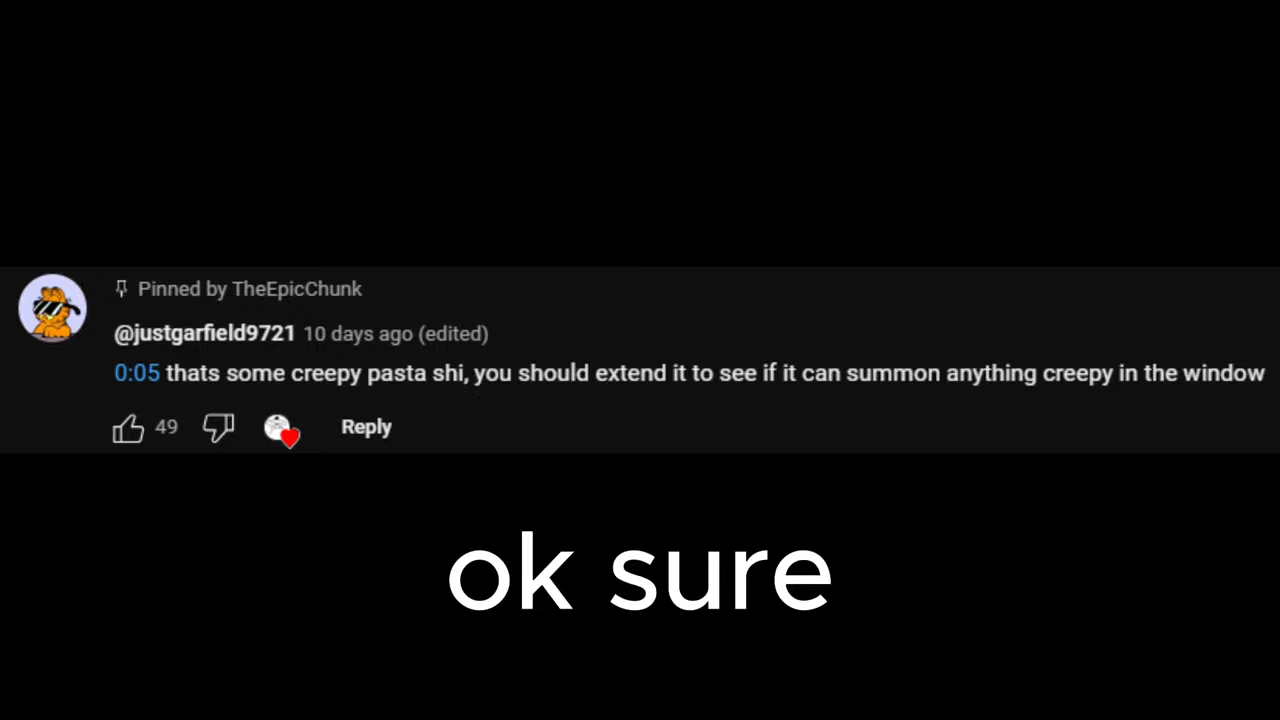 Pinned by TheEpicChunk
@justgarfield9721 10 days ago (edited)
0:05 thats some creepy pasta shi, you should extend it to see if it can summon anything creepy in the window
49 Reply
ok sure